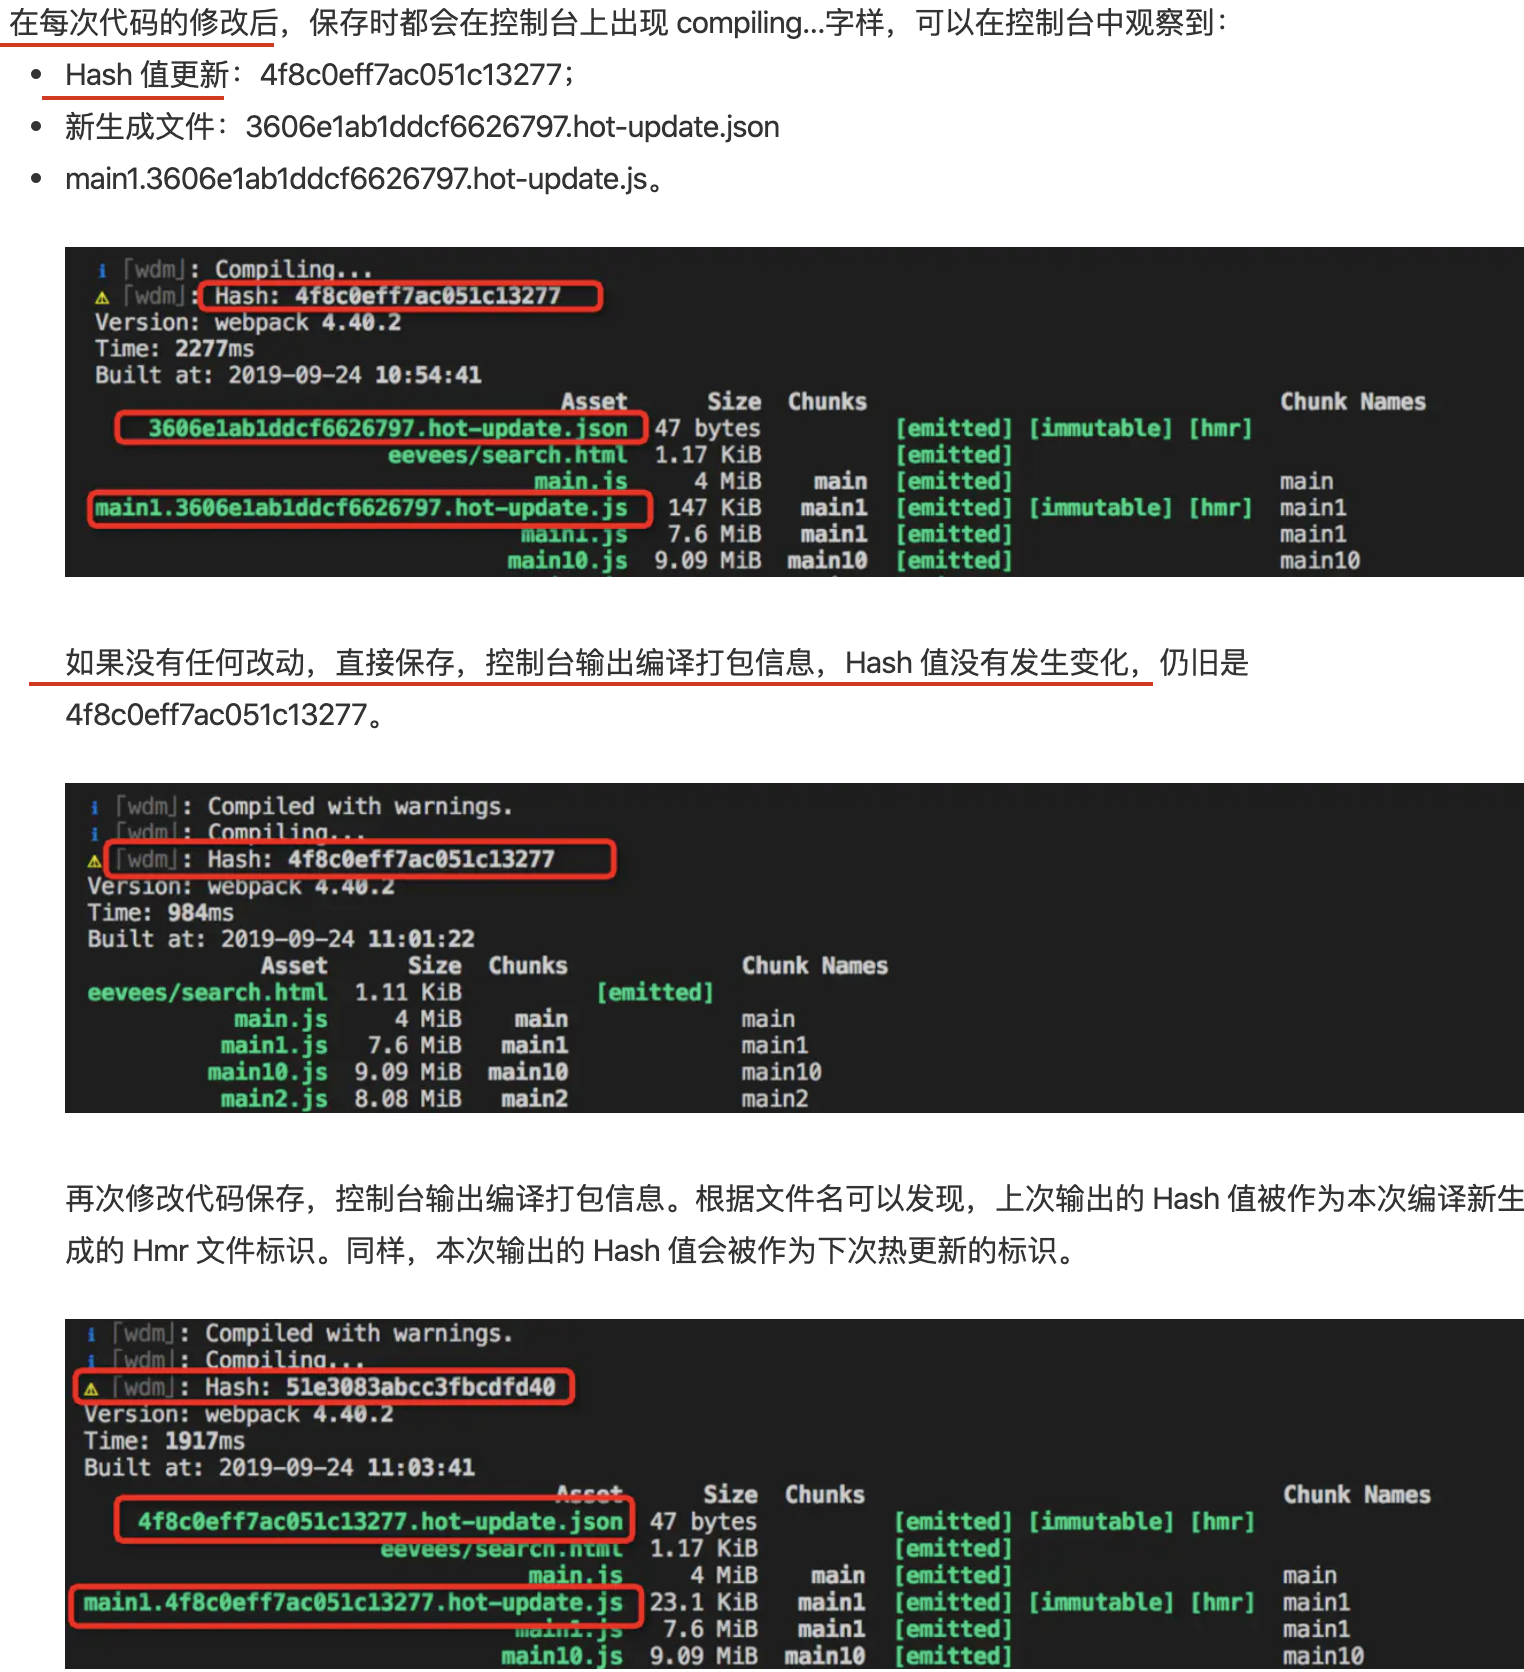 在每次代码的修改后，保存时都会在控制台上出现 compiling...字样，可以在控制台中观察到：
• Hash 值更新：4f8c0eff7ac051c13277；
• 新生成文件：3606e1ab1ddcf6626797.hot-update.json
• main1.3606e1ab1ddcf6626797.hot-update.js。
ℹ ｢wdm｣: Compiling...
⚠ ｢wdm｣: Hash: 4f8c0eff7ac051c13277
Version: webpack 4.40.2
Time: 2277ms
Built at: 2019-09-24 10:54:41
Asset Size Chunks Chunk Names
3606e1ab1ddcf6626797.hot-update.json 47 bytes [emitted] [immutable] [hmr]
eevees/search.html 1.17 KiB [emitted]
main.js 4 MiB main [emitted] main
main1.3606e1ab1ddcf6626797.hot-update.js 147 KiB main1 [emitted] [immutable] [hmr] main1
main1.js 7.6 MiB main1 [emitted] main1
main10.js 9.09 MiB main10 [emitted] main10
如果没有任何改动，直接保存，控制台输出编译打包信息，Hash 值没有发生变化，仍旧是
4f8c0eff7ac051c13277。
ℹ ｢wdm｣: Compiled with warnings.
ℹ ｢wdm｣: Compiling...
⚠ ｢wdm｣: Hash: 4f8c0eff7ac051c13277
Version: webpack 4.40.2
Time: 984ms
Built at: 2019-09-24 11:01:22
Asset Size Chunks Chunk Names
eevees/search.html 1.11 KiB [emitted]
main.js 4 MiB main main
main1.js 7.6 MiB main1 main1
main10.js 9.09 MiB main10 main10
main2.js 8.08 MiB main2 main2
再次修改代码保存，控制台输出编译打包信息。根据文件名可以发现，上次输出的 Hash 值被作为本次编译新生
成的 Hmr 文件标识。同样，本次输出的 Hash 值会被作为下次热更新的标识。
ℹ ｢wdm｣: Compiled with warnings.
ℹ ｢wdm｣: Compiling...
⚠ ｢wdm｣: Hash: 51e3083abcc3fbcdfd40
Version: webpack 4.40.2
Time: 1917ms
Built at: 2019-09-24 11:03:41
Asset Size Chunks Chunk Names
4f8c0eff7ac051c13277.hot-update.json 47 bytes [emitted] [immutable] [hmr]
eevees/search.html 1.17 KiB [emitted]
main.js 4 MiB main [emitted] main
main1.4f8c0eff7ac051c13277.hot-update.js 23.1 KiB main1 [emitted] [immutable] [hmr] main1
main1.js 7.6 MiB main1 [emitted] main1
main10.js 9.09 MiB main10 [emitted] main10